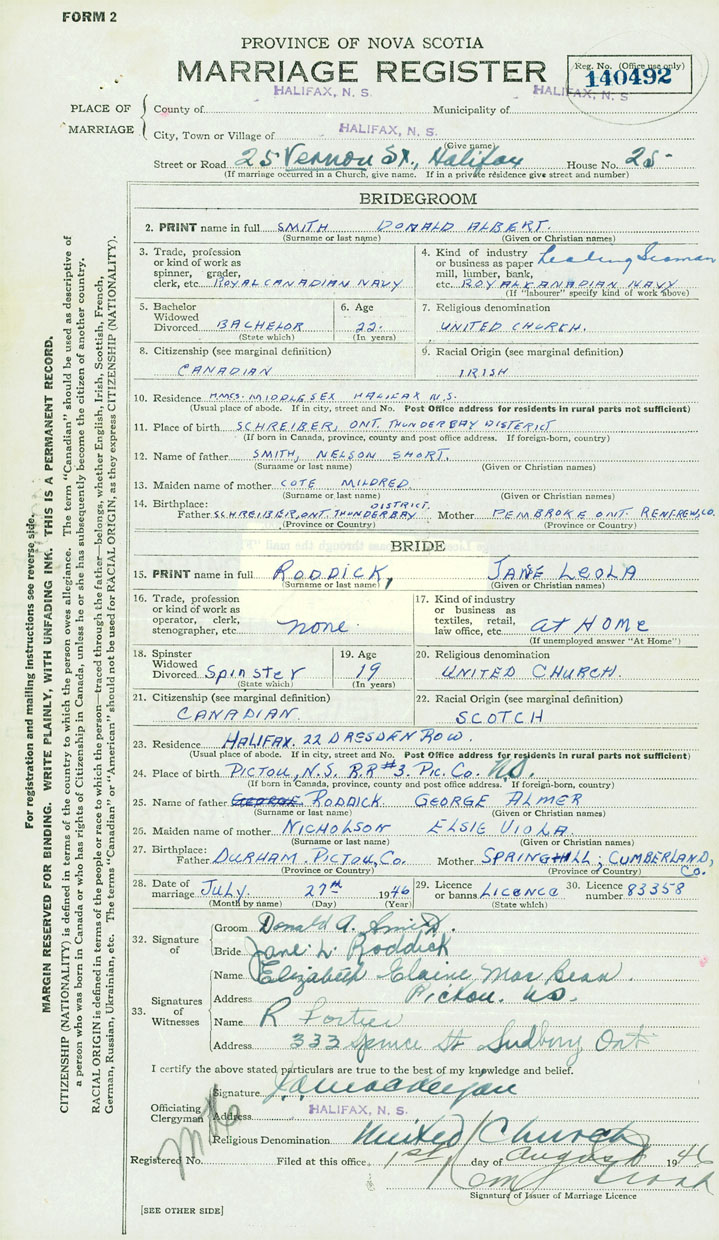 FORM 2
PROVINCE OF NOVA SCOTIA
MARRIAGE REGISTER
Reg. No. (Office use only)
140492
PLACE OF MARRIAGE
County of HALIFAX, N. S. Municipality of HALIFAX, N. S
City, Town or Village of HALIFAX, N. S.
(Give name)
Street or Road 25 Vernon St., Halifax House No. 25
(If marriage occurred in a Church, give name. If in a private residence give street and number)
BRIDEGROOM
2. PRINT name in full SMITH DONALD ALBERT.
(Surname or last name) (Given or Christian names)
3. Trade, profession or kind of work as spinner, grader, clerk, etc. ROYAL CANADIAN NAVY
4. Kind of industry or business as paper mill, lumber, bank, etc. Leading Seaman ROYAL CANADIAN NAVY
(If "labourer" specify kind of work above)
5. Bachelor Widowed Divorced BACHELOR
(State which)
6. Age 22.
(In years)
7. Religious denomination
UNITED CHURCH.
8. Citizenship (see marginal definition)
CANADIAN
9. Racial Origin (see marginal definition)
IRISH
10. Residence HMCS. MIDDLESEX HALIFAX N.S.
(Usual place of abode. If in city, street and No. Post Office address for residents in rural parts not sufficient)
11. Place of birth SCHREIBER, ONT. THUNDERBAY DISTRICT
(If born in Canada, province, county and post office address. If foreign-born, country)
12. Name of father SMITH, NELSON SHORT.
(Surname or last name) (Given or Christian names)
13. Maiden name of mother COTE MILDRED
(Surname or last name) (Given or Christian names)
14. Birthplace: Father SCHREIBER, ONT. THUNDERBAY DISTRICT. Mother PEMBROKE ONT. RENFREW, CO.
(Province or Country) (Province or Country)
BRIDE
15. PRINT name in full RODDICK, JANE LEOLA
(Surname or last name) (Given or Christian names)
16. Trade, profession or kind of work as operator, clerk, stenographer, etc. none.
17. Kind of industry or business as textiles, retail, law office, etc. at HOME
(If unemployed answer "At Home")
18. Spinster Widowed Divorced Spinster
(State which)
19. Age 19
(In years)
20. Religious denomination
UNITED CHURCH.
21. Citizenship (see marginal definition)
CANADIAN.
22. Racial Origin (see marginal definition)
SCOTCH
23. Residence HALIFAX. 22 DRESDEN ROW.
(Usual place of abode. If in city, street and No. Post Office address for residents in rural parts not sufficient)
24. Place of birth PICTOU, N.S. R.R #3. PIC. CO. N.S.
(If born in Canada, province, county and post office address. If foreign-born, country)
25. Name of father GEORGE RODDICK GEORGE ALMER
(Surname or last name) (Given or Christian names)
26. Maiden name of mother NICHOLSON ELSIE VIOLA.
(Surname or last name) (Given or Christian names)
27. Birthplace: Father DURHAM. PICTOU, CO. Mother SPRINGHILL, CUMBERLAND, CO.
(Province or Country) (Province or Country)
28. Date of marriage JULY. 27th 1946
(Month by name) (Day) (Year)
29. Licence or banns LICENCE
(State which)
30. Licence number 83358
32. Signature of
Groom Donald A. Smith.
Bride Jane L. Roddick
33. Signatures of Witnesses
Name Elizabeth Elaine MacBean.
Address Pictou. N.S.
Name R Fortier
Address 333 Spruce St Sudbury Ont
I certify the above stated particulars are true to the best of my knowledge and belief.
Officiating Clergyman
Signature
Address HALIFAX, N. S.
Religious Denomination United Church
Registered No. Filed at this office, 1st day of August 1946
Signature of Issuer of Marriage Licence
[SEE OTHER SIDE]
For registration and mailing instructions see reverse side.
MARGIN RESERVED FOR BINDING. WRITE PLAINLY, WITH UNFADING INK. THIS IS A PERMANENT RECORD.
CITIZENSHIP (NATIONALITY) is defined in terms of the country to which the person owes allegiance. The term "Canadian" should be used as descriptive of
a person who was born in Canada or who has rights of Citizenship in Canada, unless he or she has subsequently become the citizen of another country.
RACIAL ORIGIN is defined in terms of the people or race to which the person—traced through the father—belongs, whether English, Irish, Scottish, French,
German, Russian, Ukrainian, etc. The terms "Canadian" or "American" should not be used for RACIAL ORIGIN, as they express CITIZENSHIP (NATIONALITY).